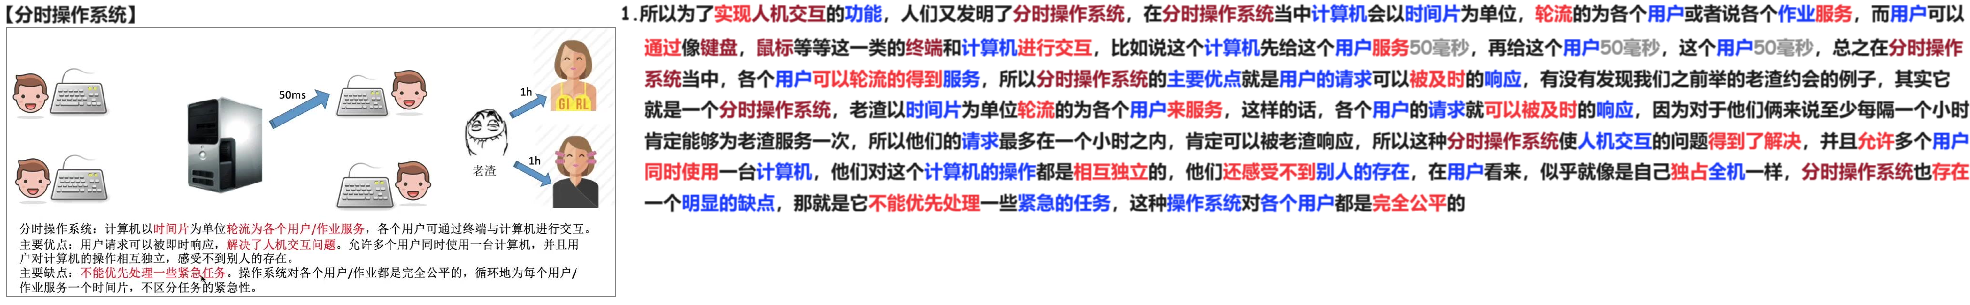 【分时操作系统】
50ms
1h
GIRL
老渣
1h
分时操作系统：计算机以时间片为单位轮流为各个用户/作业服务，各个用户可通过终端与计算机进行交互。
主要优点：用户请求可以被即时响应，解决了人机交互问题。允许多个用户同时使用一台计算机，并且用
户对计算机的操作相互独立，感受不到别人的存在。
主要缺点：不能优先处理一些紧急任务。操作系统对各个用户/作业都是完全公平的，循环地为每个用户/
作业服务一个时间片，不区分任务的紧急性。
1.所以为了实现人机交互的功能，人们又发明了分时操作系统，在分时操作系统当中计算机会以时间片为单位，轮流的为各个用户或者说各个作业服务，而用户可以
通过像键盘，鼠标等等这一类的终端和计算机进行交互，比如说这个计算机先给这个用户服务50毫秒，再给这个用户50毫秒，这个用户50毫秒，总之在分时操作
系统当中，各个用户可以轮流的得到服务，所以分时操作系统的主要优点就是用户的请求可以被及时的响应，有没有发现我们之前举的老渣约会的例子，其实它
就是一个分时操作系统，老渣以时间片为单位轮流的为各个用户来服务，这样的话，各个用户的请求就可以被及时的响应，因为对于他们俩来说至少每隔一个小时
肯定能够为老渣服务一次，所以他们的请求最多在一个小时之内，肯定可以被老渣响应，所以这种分时操作系统使人机交互的问题得到了解决，并且允许多个用户
同时使用一台计算机，他们对这个计算机的操作都是相互独立的，他们还感受不到别人的存在，在用户看来，似乎就像是自己独占全机一样，分时操作系统也存在
一个明显的缺点，那就是它不能优先处理一些紧急的任务，这种操作系统对各个用户都是完全公平的